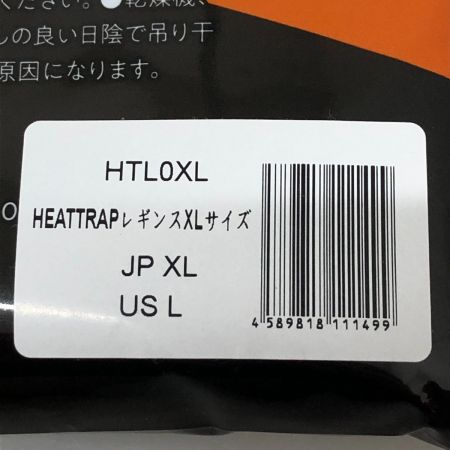 ください。●乾燥機、
しの良い日陰で吊り干
原因になります。
HTL0XL
HEATTRAPレギンスXLサイズ
JP XL
US L
4 589818 111499